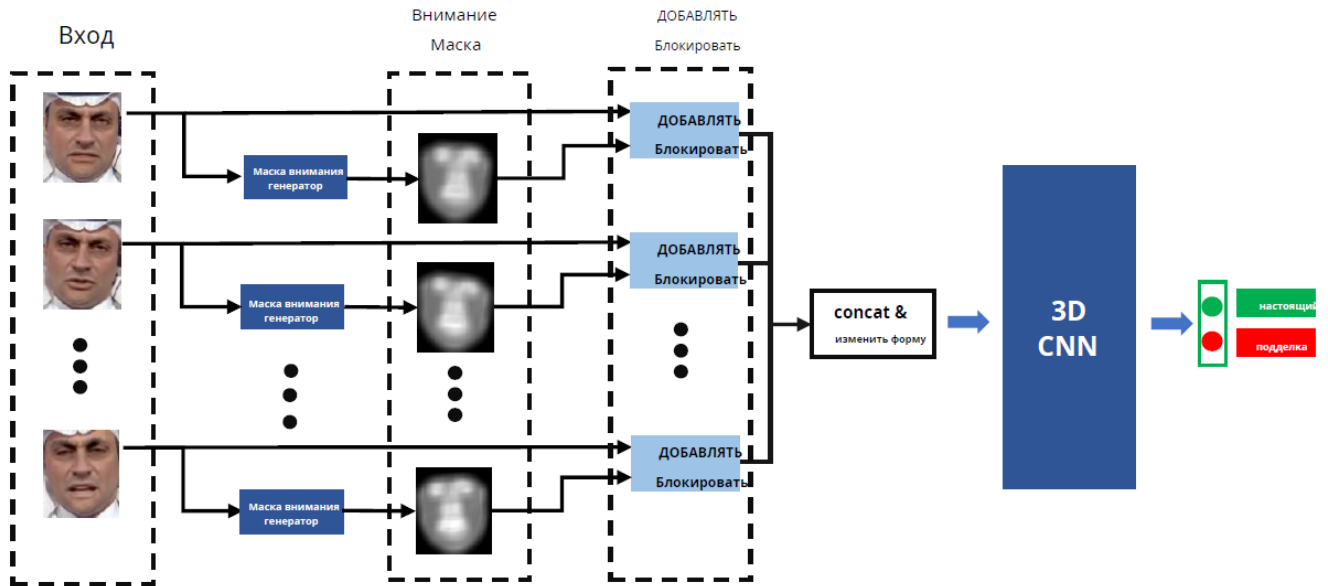 Вход
Внимание
Маска
ДОБАВЛЯТЬ
Блокировать
ДОБАВЛЯТЬ
Блокировать
Маска внимания
генератор
ДОБАВЛЯТЬ
Блокировать
Маска внимания
генератор
concat &
изменить форму
3D
CNN
настоящий
подделка
ДОБАВЛЯТЬ
Блокировать
Маска внимания
генератор